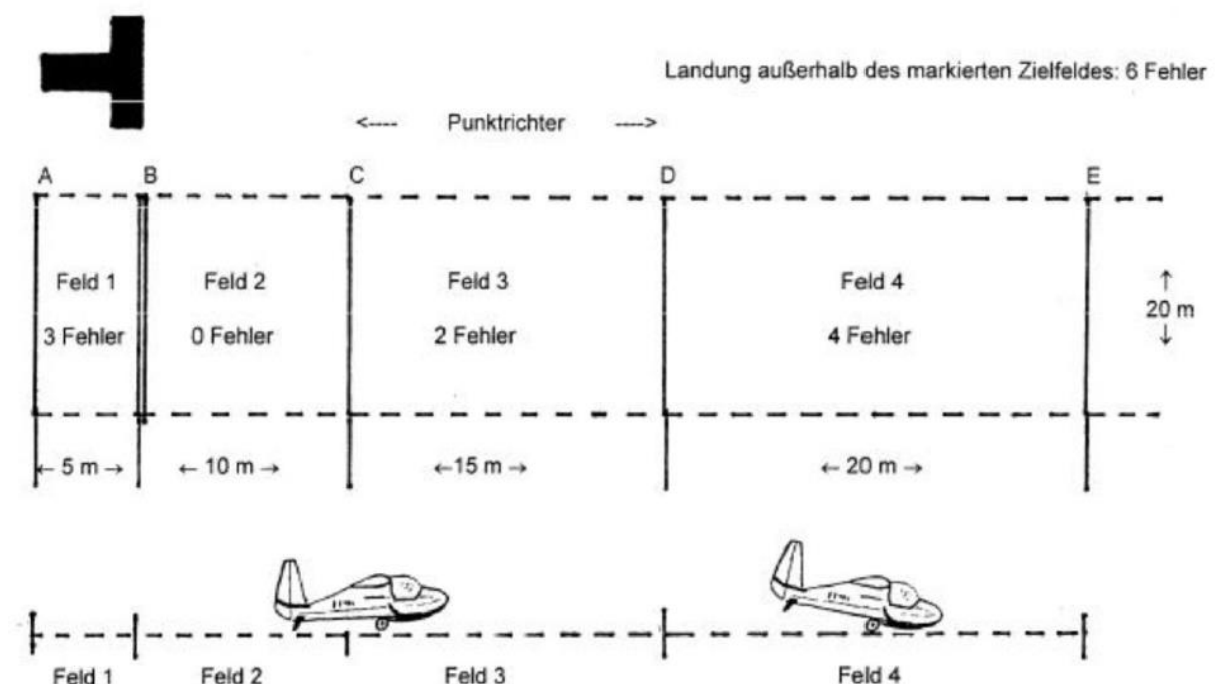 Landung außerhalb des markierten Zielfeldes: 6 Fehler
<---- Punktrichter ---->
A B C D E
Feld 1 Feld 2 Feld 3 Feld 4
3 Fehler 0 Fehler 2 Fehler 4 Fehler
↑
20 m
↓
← 5 m → ← 10 m → ←15 m → ← 20 m →
Feld 1 Feld 2 Feld 3 Feld 4